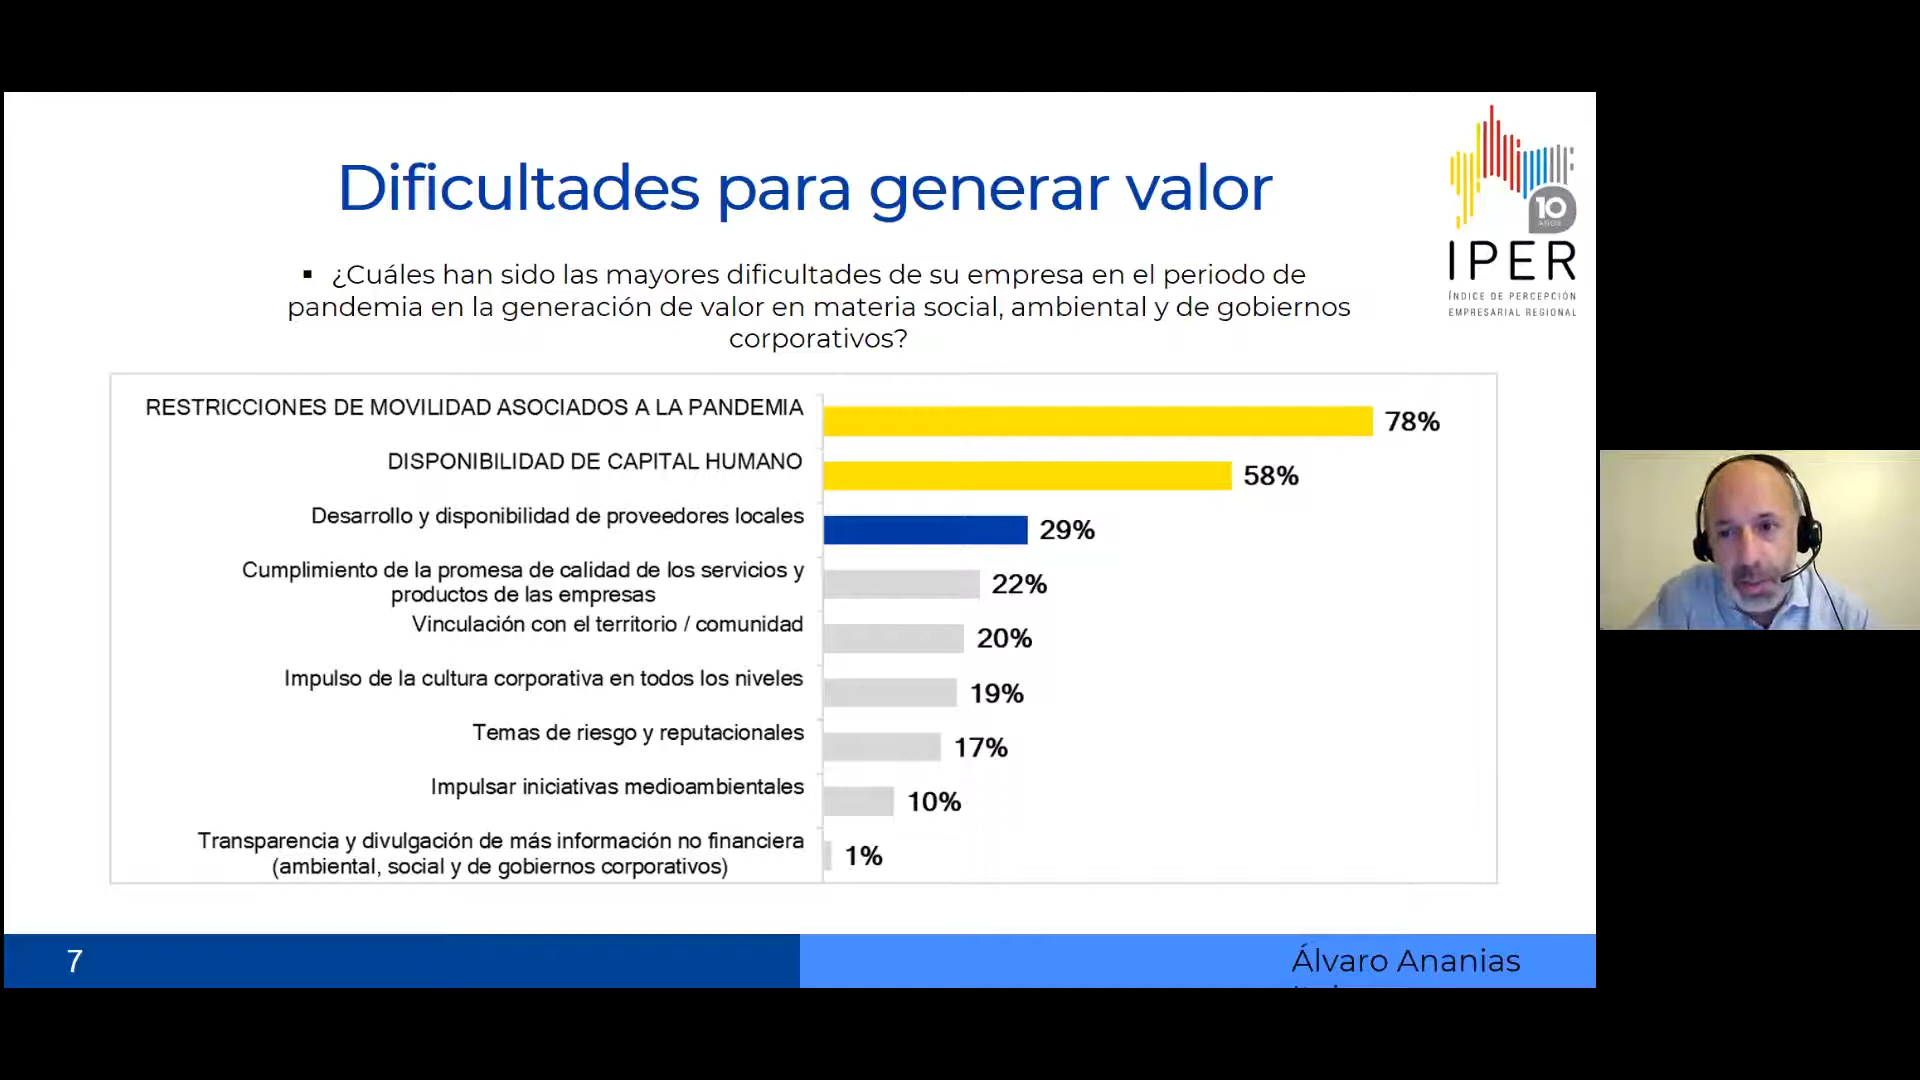 Dificultades para generar valor
10
AÑOS
IPER
ÍNDICE DE PERCEPCIÓN
EMPRESARIAL REGIONAL
▪ ¿Cuáles han sido las mayores dificultades de su empresa en el periodo de
pandemia en la generación de valor en materia social, ambiental y de gobiernos
corporativos?
RESTRICCIONES DE MOVILIDAD ASOCIADOS A LA PANDEMIA 78%
DISPONIBILIDAD DE CAPITAL HUMANO 58%
Desarrollo y disponibilidad de proveedores locales 29%
Cumplimiento de la promesa de calidad de los servicios y
productos de las empresas 22%
Vinculación con el territorio / comunidad 20%
Impulso de la cultura corporativa en todos los niveles 19%
Temas de riesgo y reputacionales 17%
Impulsar iniciativas medioambientales 10%
Transparencia y divulgación de más información no financiera
(ambiental, social y de gobiernos corporativos) 1%
7
Álvaro Ananias